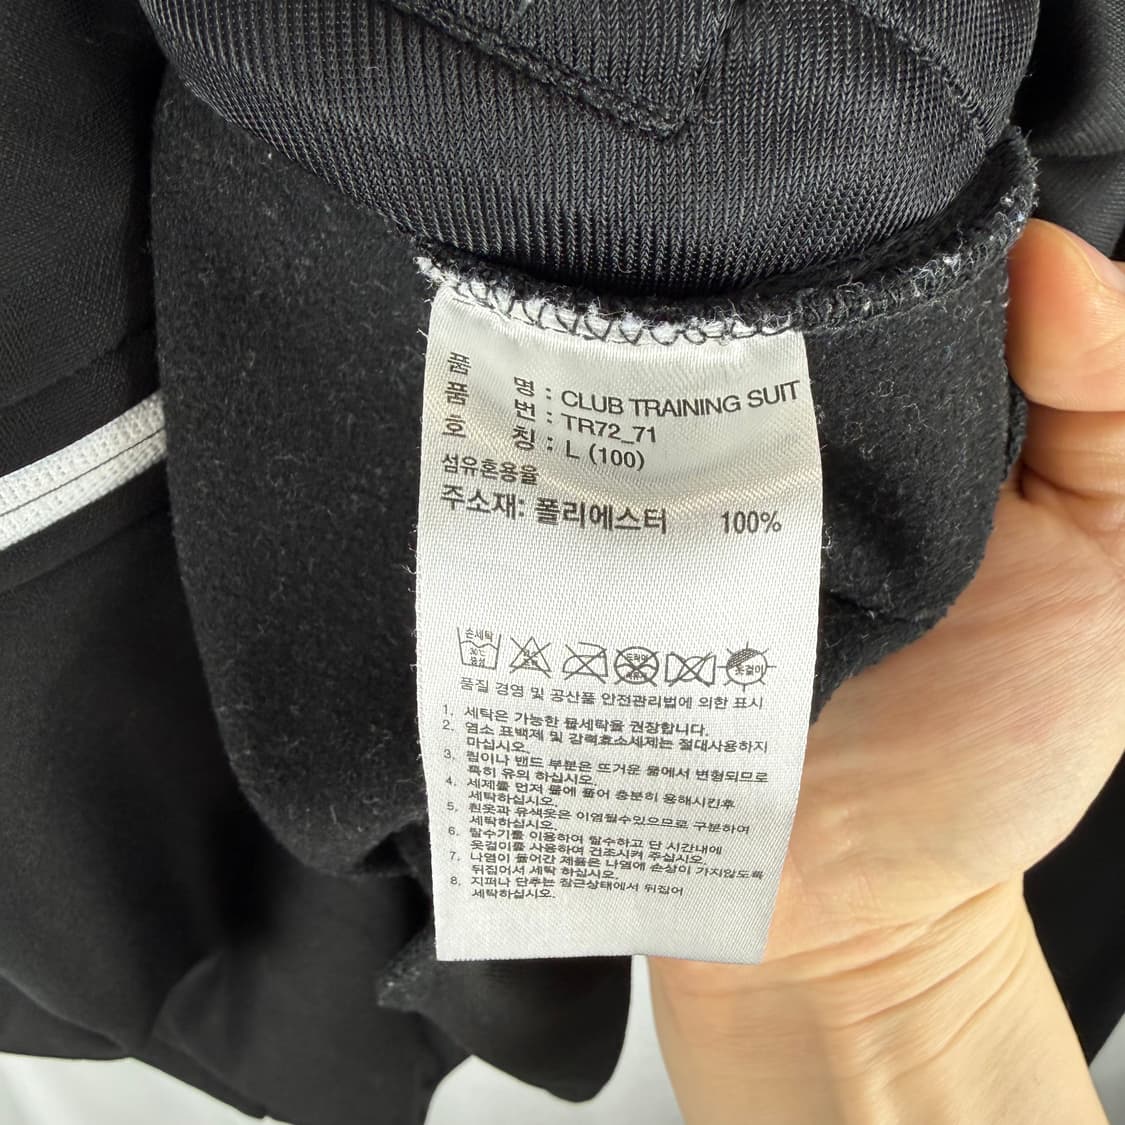 품 명 : CLUB TRAINING SUIT
품 번 : TR72_71
호 칭 : L (100)
섬유혼용율
주소재: 폴리에스터 100%
손세탁
30℃
중성
옷걸이
품질 경영 및 공산품 안전관리법에 의한 표시
1. 세탁은 가능한 물세탁을 권장합니다.
2. 염소 표백제 및 강력효소세제는 절대사용하지
마십시오.
3. 립이나 밴드 부분은 뜨거운 물에서 변형되므로
특히 유의 하십시오.
4. 세제를 먼저 물에 풀어 충분히 용해시킨후
세탁하십시오.
5. 흰옷과 유색옷은 이염될수있으므로 구분하여
세탁하십시오.
6. 탈수기를 이용하여 탈수하고 단 시간내에
옷걸이를 사용하여 건조시켜 주십시오.
7. 나염이 들어간 제품은 나염에 손상이 가지않도록
뒤집어서 세탁 하십시오.
8. 지퍼나 단추는 잠근상태에서 뒤집어
세탁하십시오.